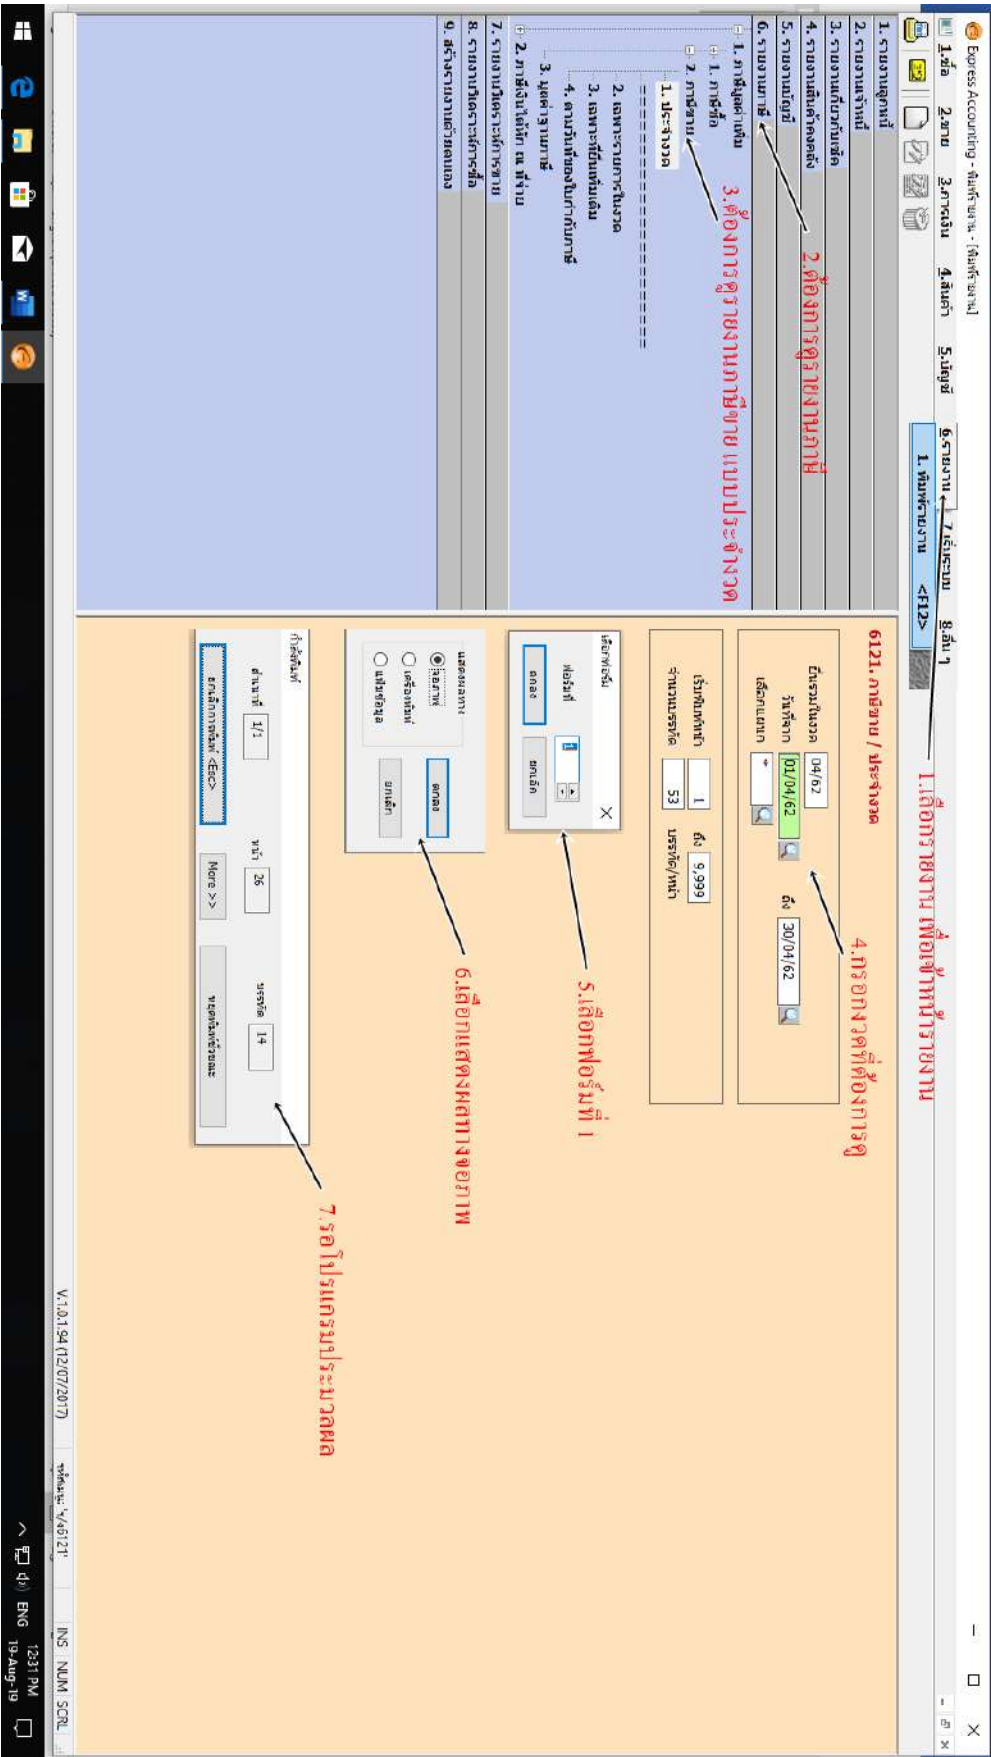 Express Accounting - พิมพ์รายงาน - [พิมพ์รายงาน]
1.ซื้อ 2.ขาย 3.การเงิน 4.สินค้า 5.บัญชี 6.รายงาน 7.เริ่มระบบ 8.อื่น ๆ
1. พิมพ์รายงาน <F12>
1.เลือกรายงาน เพื่อเข้าหน้ารายงาน
1. รายงานลูกหนี้
2. รายงานเจ้าหนี้
3. รายงานเกี่ยวกับเช็ค
4. รายงานสินค้าคงคลัง
5. รายงานบัญชี
6. รายงานภาษี
2.ต้องการดูรายงานภาษี
1. ภาษีมูลค่าเพิ่ม
1. ภาษีซื้อ
2. ภาษีขาย
3.ต้องการดูรายงานภาษีขาย แบบประจำงวด
1. ประจำงวด
======================
2. เฉพาะรายการในงวด
3. เฉพาะที่ยื่นเพิ่มเติม
4. ตามวันที่ของใบกำกับภาษี
3. มูลค่าฐานภาษี
2. ภาษีเงินได้หัก ณ ที่จ่าย
7. รายงานวิเคราะห์การขาย
8. รายงานวิเคราะห์การซื้อ
9. สร้างรายงานด้วยตนเอง
6121. ภาษีขาย / ประจำงวด
4.กรอกงวดที่ต้องการดู
ยื่นรวมในงวด 04/62
วันที่จาก 01/04/62 ถึง 30/04/62
เลือกแผนก *
เริ่มพิมพ์หน้า 1 ถึง 9,999
จำนวนบรรทัด 53 บรรทัด/หน้า
เลือกฟอร์ม
ฟอร์มที่ 1
ตกลง ยกเลิก
5.เลือกฟอร์มที่ 1
แสดงผลทาง
จอภาพ
เครื่องพิมพ์
แฟ้มข้อมูล
ตกลง
ยกเลิก
6.เลือกแสดงผลทางจอภาพ
กำลังพิมพ์
สำเนาที่ 1/1 หน้า 26 บรรทัด 14
ยกเลิกการพิมพ์ <Esc> More >> หยุดพิมพ์ชั่วขณะ
7.รอโปรแกรมประมวลผล
V.1.0.1.94 (12/07/2017) INS NUM SCRL
ENG 12:31 PM
19-Aug-19